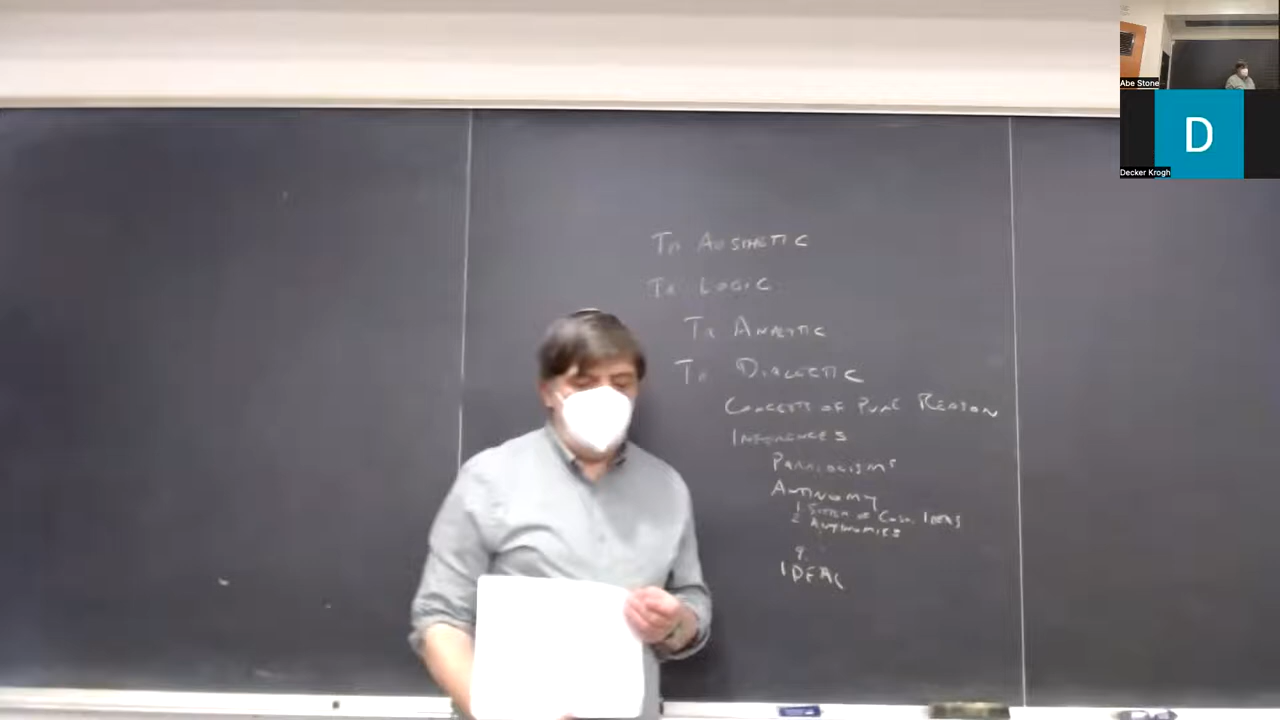 Abe Stone
D
Decker Krogh
Tr AESTHETIC
Tr LOGIC
Tr ANALYTIC
Tr DIALECTIC
CONCEPTS OF PURE REASON
INFERENCES
PARALOGISMS
ANTINOMY
1 SYSTEM OF COSM. IDEAS
2 ANTINOMIES
9.
IDEAL